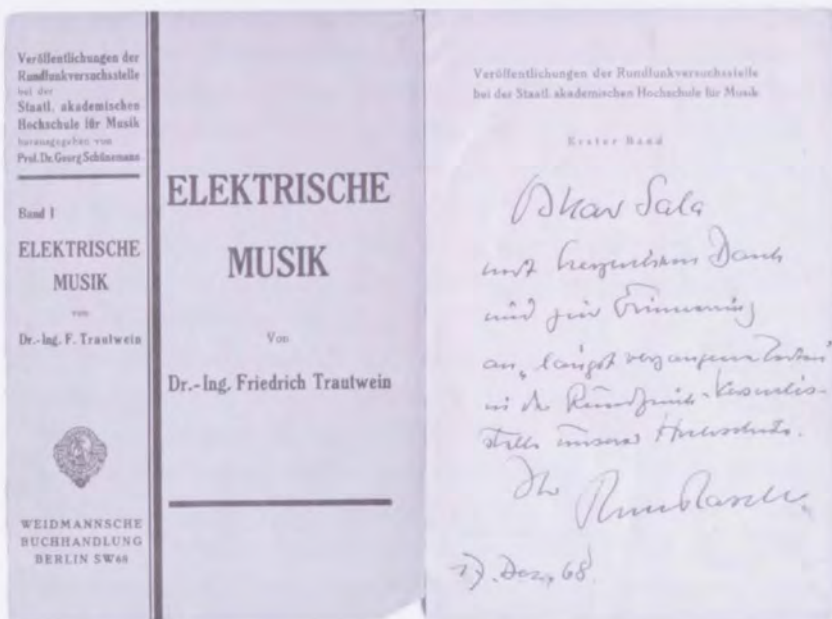 Veröffentlichungen der
Rundfunkversuchsstelle
bei der
Staatl. akademischen
Hochschule für Musik
herausgegeben von
Prof. Dr. Georg Schünemann
Band I
ELEKTRISCHE
MUSIK
von
Dr.-Ing. F. Trautwein
WEIDMANNSCHE
BUCHHANDLUNG
BERLIN SW68
ELEKTRISCHE
MUSIK
Von
Dr.-Ing. Friedrich Trautwein
Veröffentlichungen der Rundfunkversuchsstelle
bei der Staatl. akademischen Hochschule für Musik
Erster Band
Oskar Sala
mit herzlichem Dank
und zur Erinnerung
an „längst vergangene Zeiten"
in der Rundfunk-Versuchs-
stelle unserer Hochschule.
Ihr
17. Dez. 68.